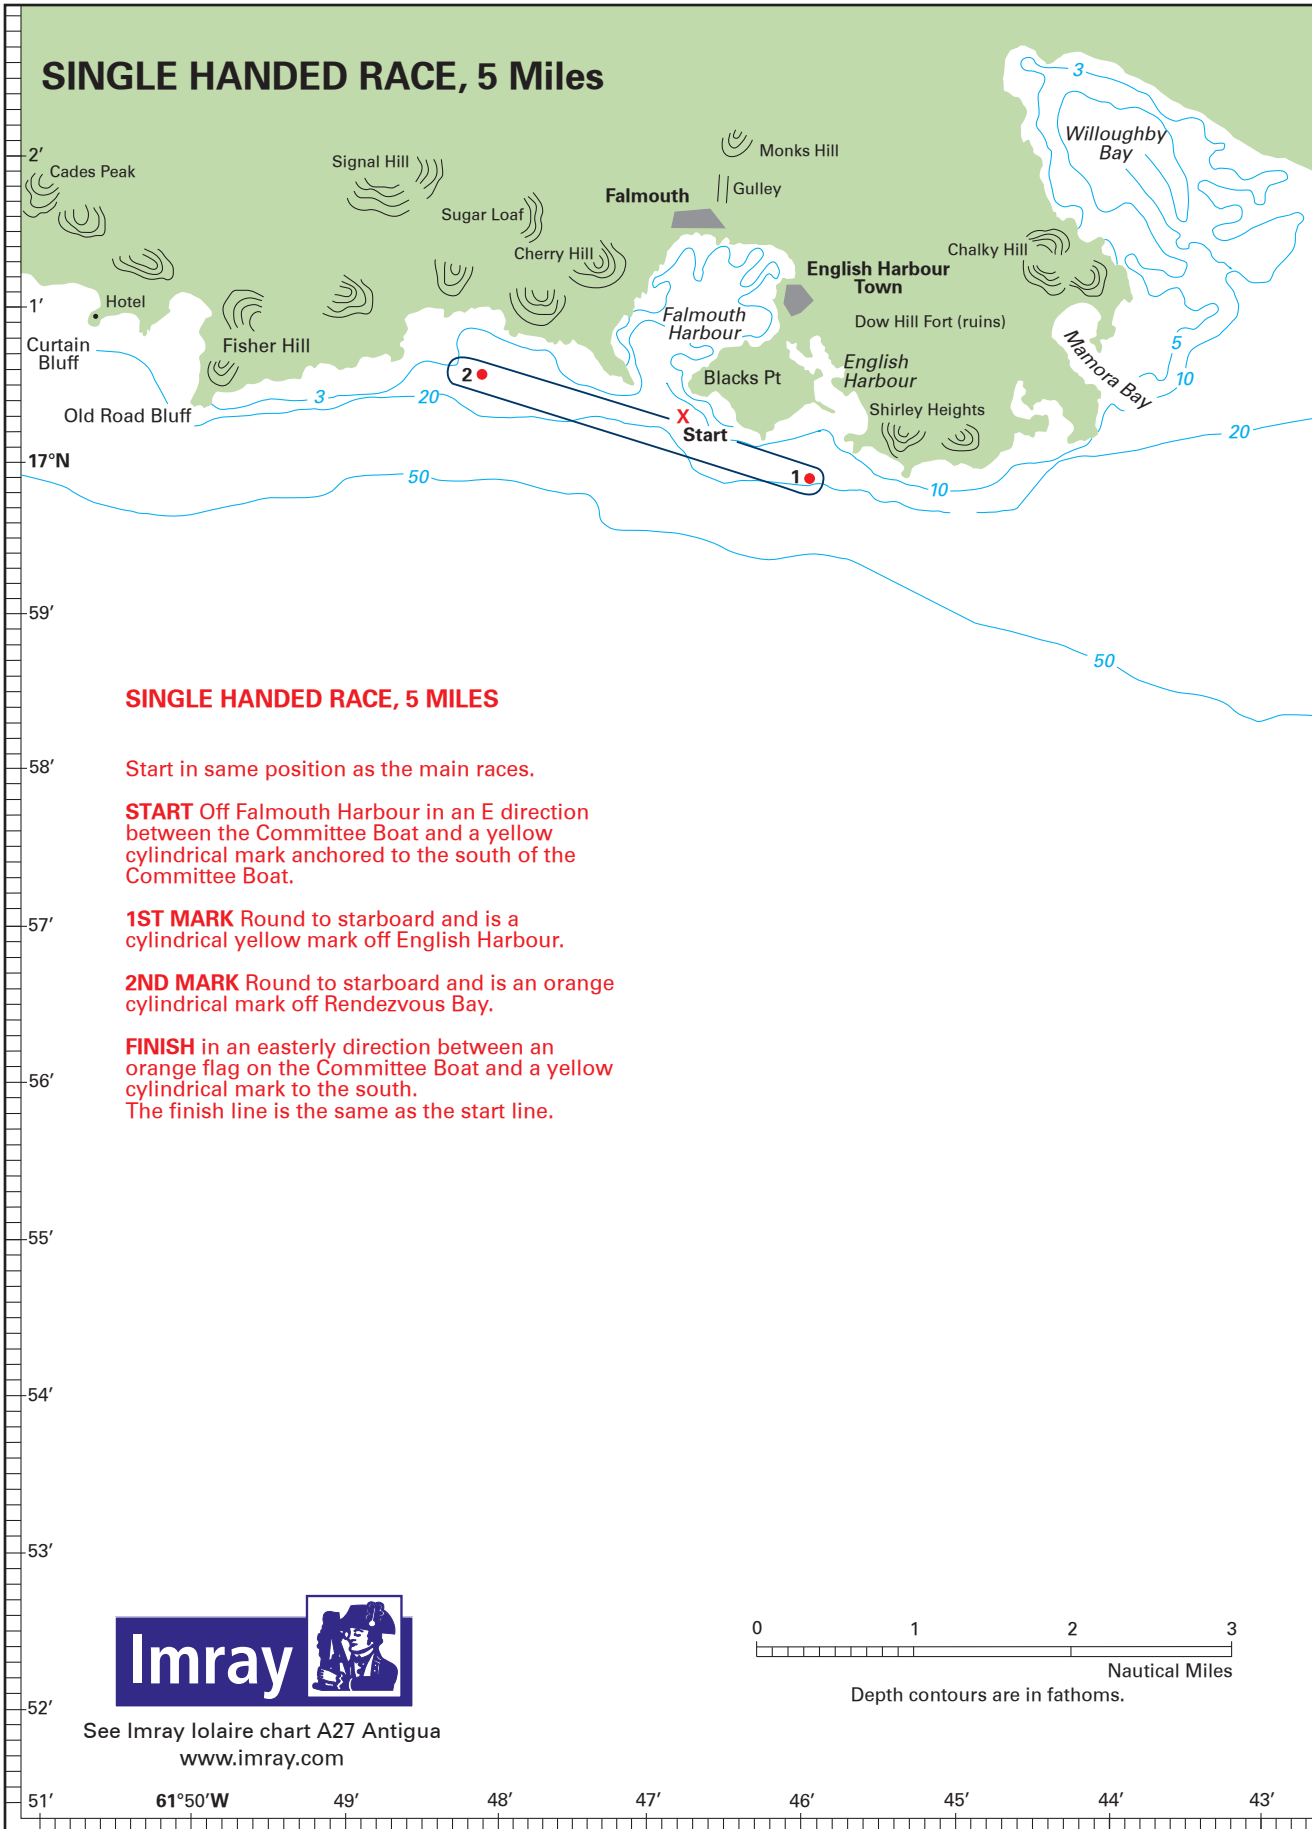 SINGLE HANDED RACE, 5 Miles
3
Willoughby
Bay
Monks Hill
2′
Signal Hill
Cades Peak
Gulley
Falmouth
Sugar Loaf
Cherry Hill
Chalky Hill
English Harbour
Town
Hotel
1′
Falmouth
Harbour
Dow Hill Fort (ruins)
Curtain
Bluff
Fisher Hill
Mamora Bay
5
English
Harbour
2
Blacks Pt
10
3
20
Old Road Bluff
X
Start
Shirley Heights
20
17°N
50
1
10
59′
50
SINGLE HANDED RACE, 5 MILES
58′
Start in same position as the main races.
START Off Falmouth Harbour in an E direction
between the Committee Boat and a yellow
cylindrical mark anchored to the south of the
Committee Boat.
57′
1ST MARK Round to starboard and is a
cylindrical yellow mark off English Harbour.
2ND MARK Round to starboard and is an orange
cylindrical mark off Rendezvous Bay.
FINISH in an easterly direction between an
orange flag on the Committee Boat and a yellow
cylindrical mark to the south.
The finish line is the same as the start line.
56′
55′
54′
53′
Imray
0 1 2 3
Nautical Miles
Depth contours are in fathoms.
52′
See Imray Iolaire chart A27 Antigua
www.imray.com
51′ 61°50′W 49′ 48′ 47′ 46′ 45′ 44′ 43′